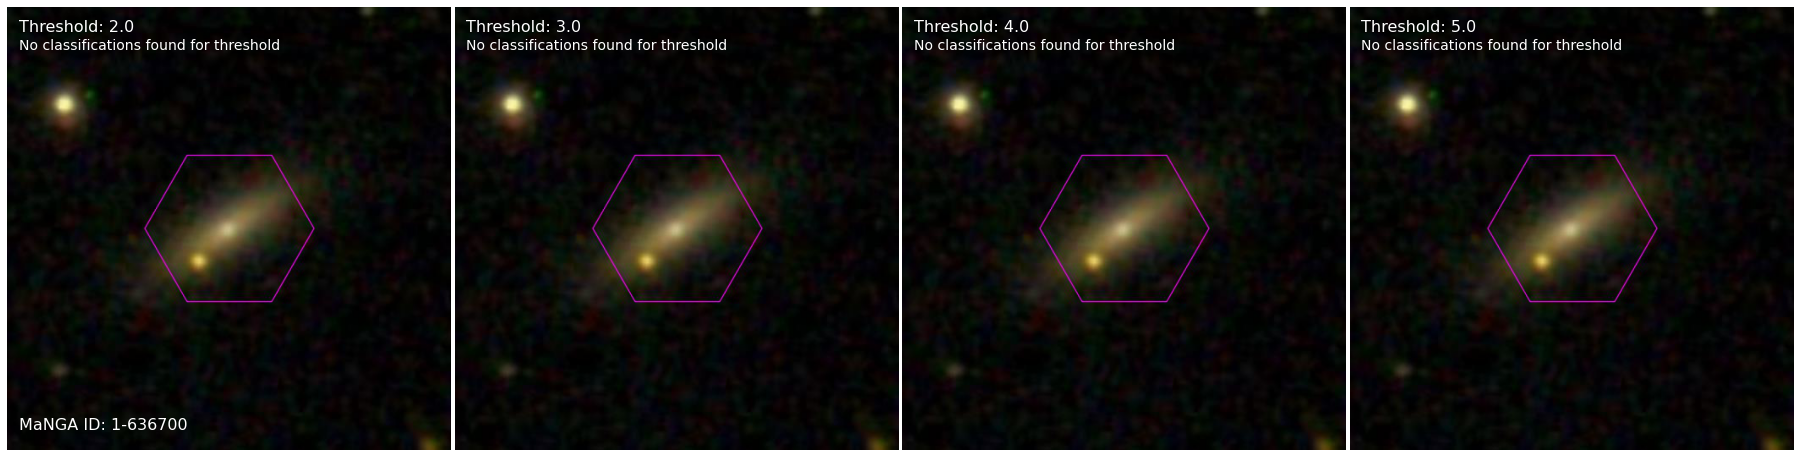 Threshold: 2.0
No classifications found for threshold
MaNGA ID: 1-636700
Threshold: 3.0
No classifications found for threshold
Threshold: 4.0
No classifications found for threshold
Threshold: 5.0
No classifications found for threshold